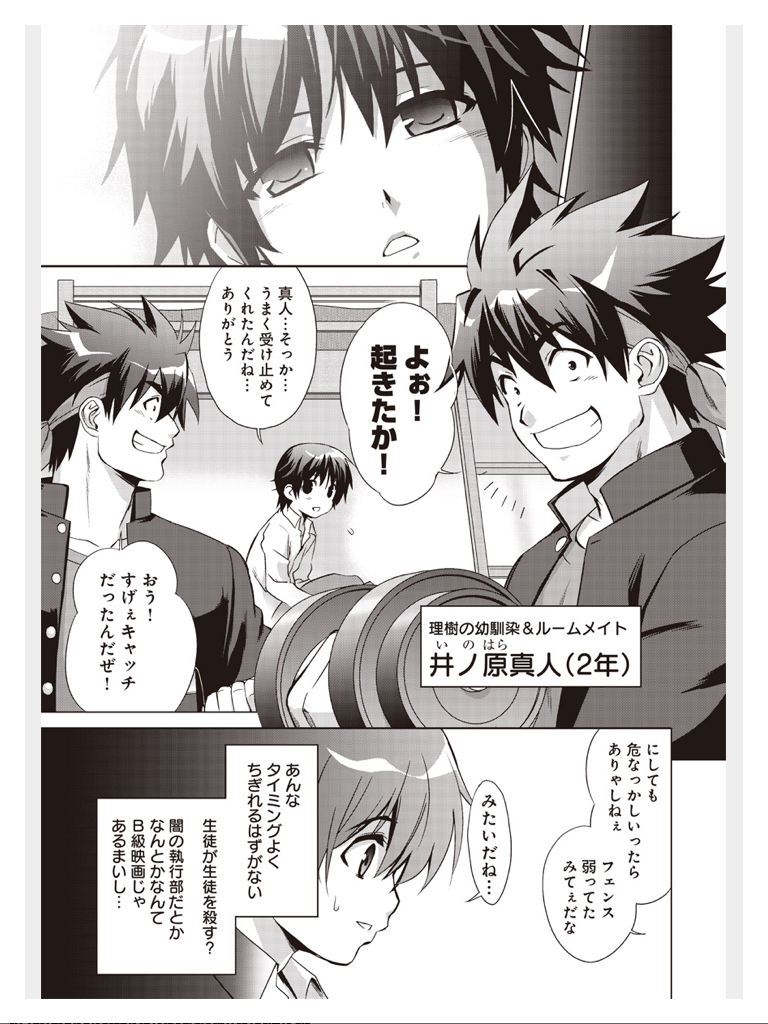 よぉ!
起きたか!
真人…そっか…
うまく受け止めて
くれたんだね…
ありがとう
おう!
すげぇキャッチ
だったんだぜ!
理樹の幼馴染&ルームメイト
いのはら
井ノ原真人(2年)
にしても
危なっかしいったら
ありゃしねぇ
フェンス
弱ってた
みてぇだな
みたいだね…
あんな
タイミングよく
ちぎれるはずがない
生徒が生徒を殺す?
闇の執行部だとか
なんとかなんて
B級映画じゃ
あるまいし…